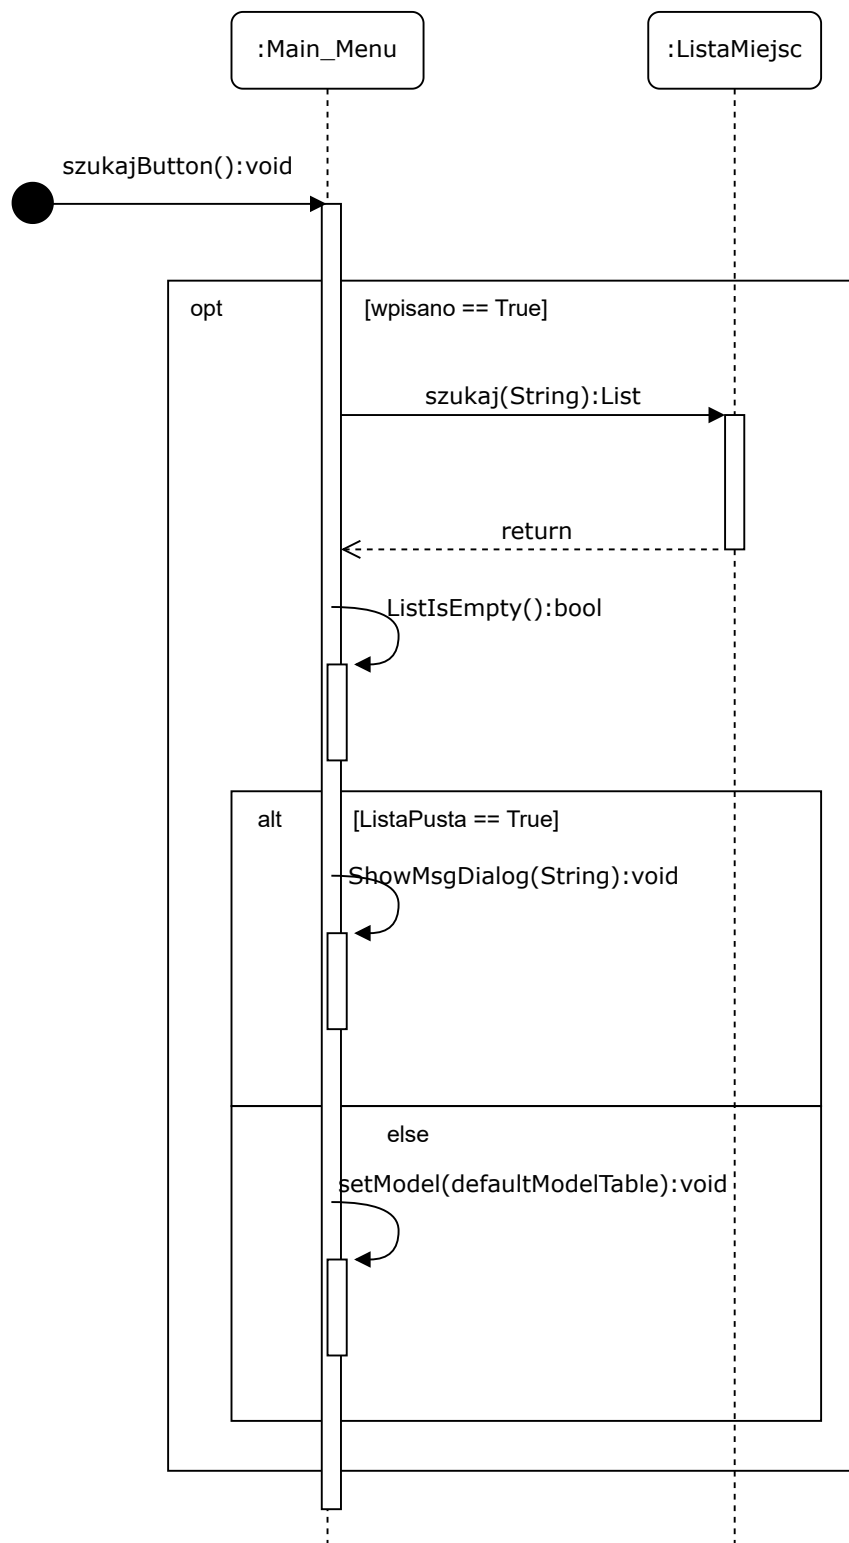 :Main_Menu
:ListaMiejsc
szukajButton():void
opt
[wpisano == True]
szukaj(String):List
return
ListIsEmpty():bool
alt
[ListaPusta == True]
ShowMsgDialog(String):void
else
setModel(defaultModelTable):void